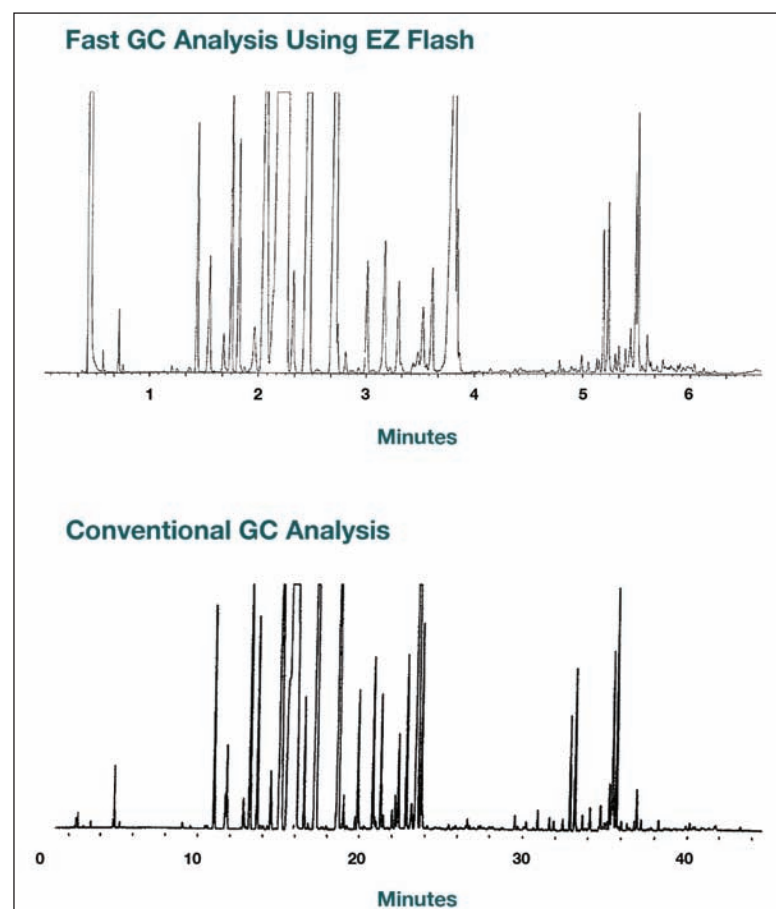 Fast GC Analysis Using EZ Flash
1 2 3 4 5 6
Minutes
Conventional GC Analysis
0 10 20 30 40
Minutes